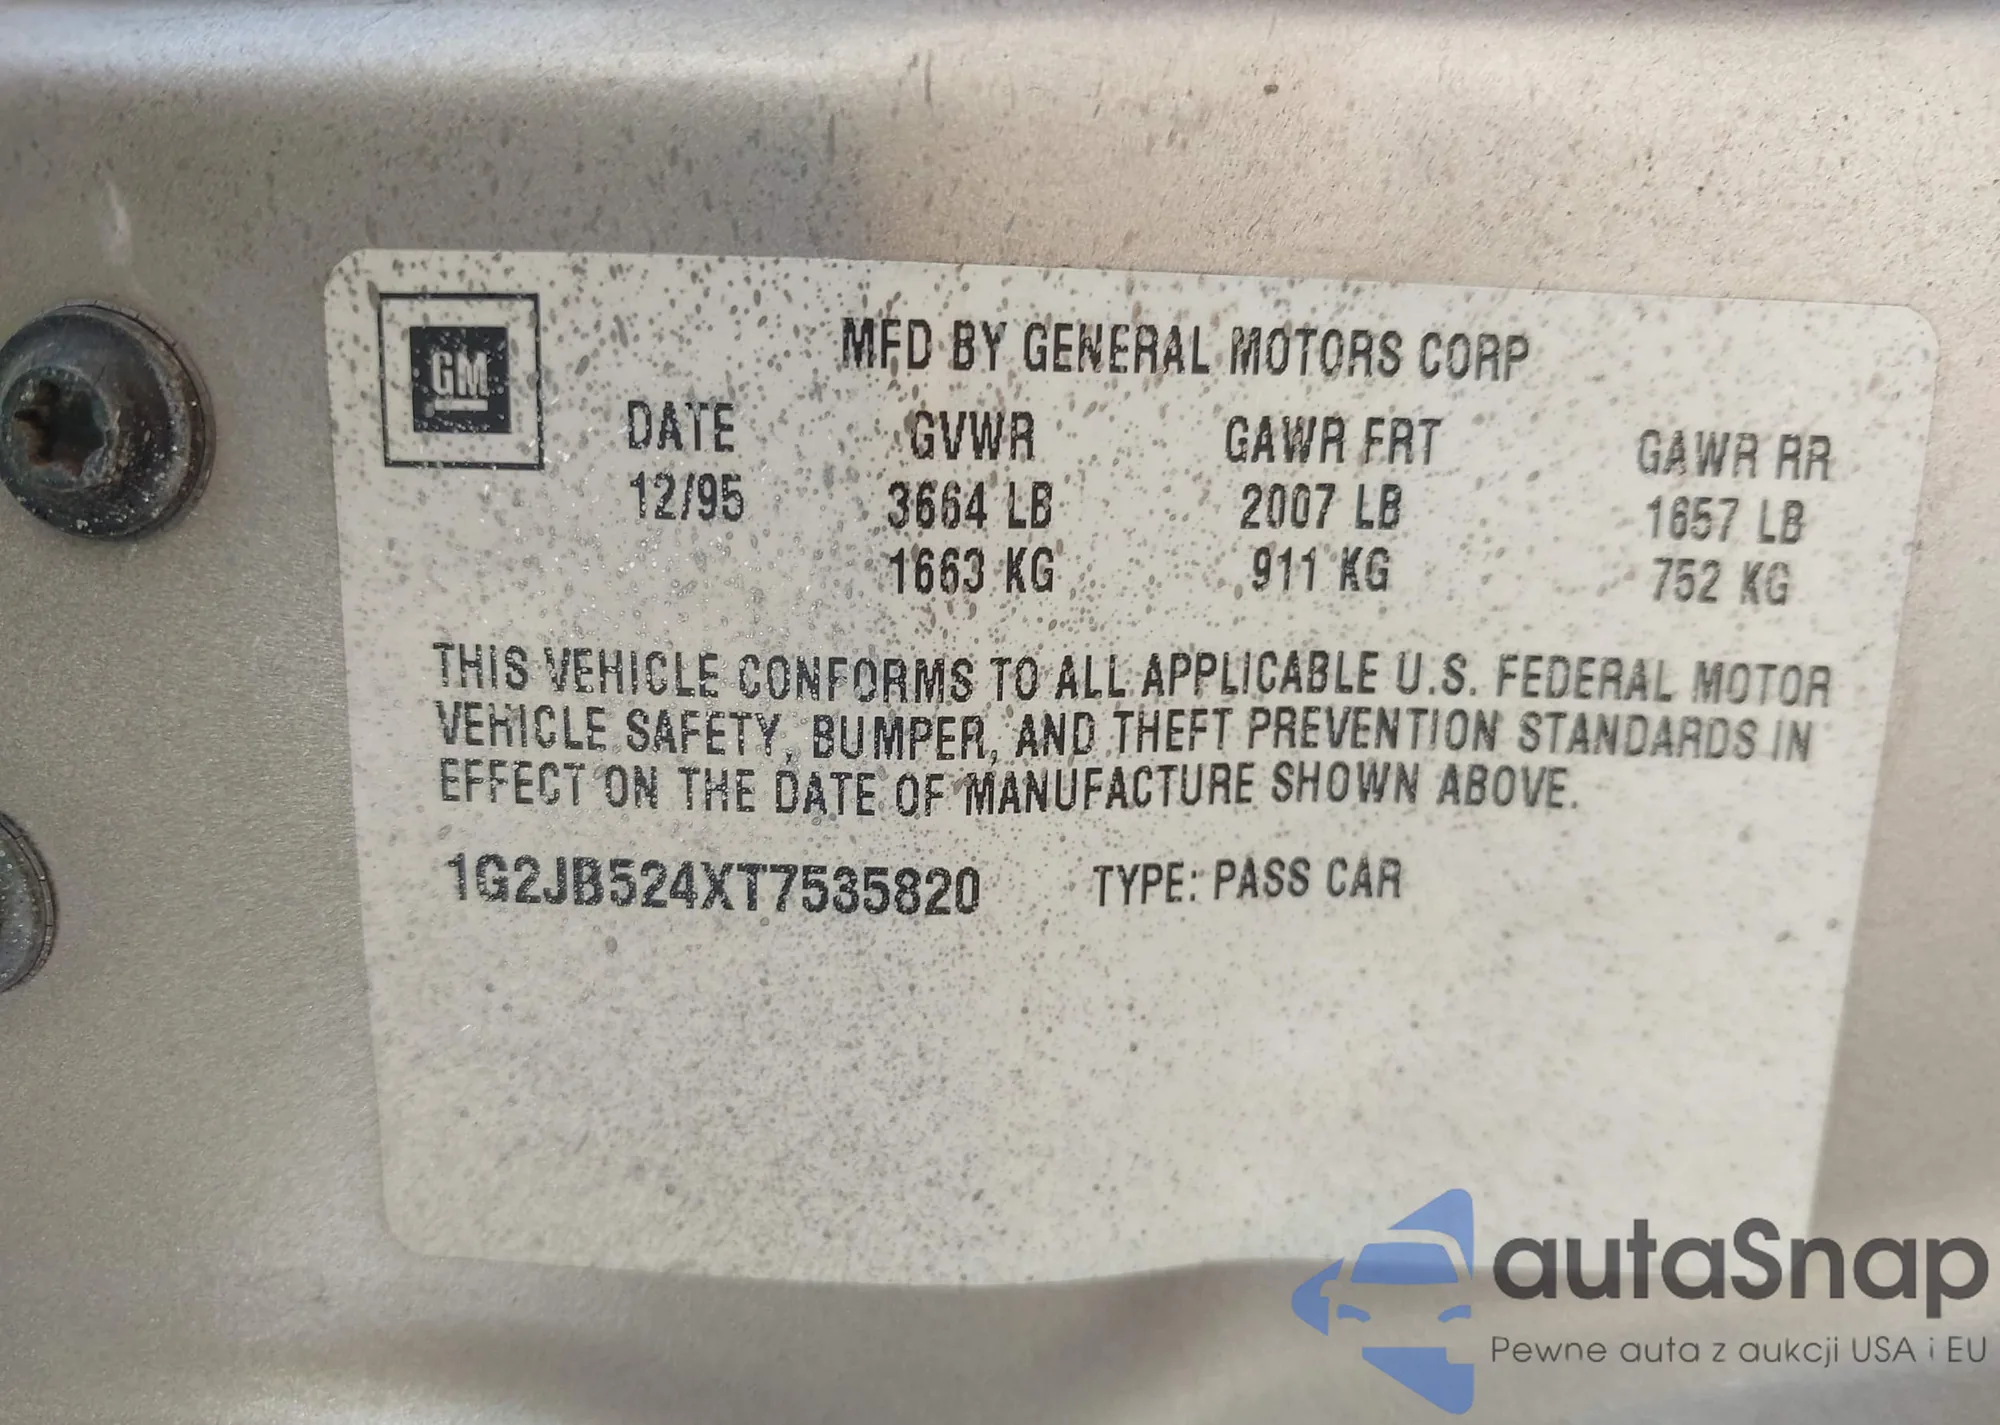 GM
MFD BY GENERAL MOTORS CORP
DATE GVWR GAWR FRT GAWR RR
12/95 3664 LB 2007 LB 1657 LB
1663 KG 911 KG 752 KG
THIS VEHICLE CONFORMS TO ALL APPLICABLE U.S. FEDERAL MOTOR
VEHICLE SAFETY, BUMPER, AND THEFT PREVENTION STANDARDS IN
EFFECT ON THE DATE OF MANUFACTURE SHOWN ABOVE.
1G2JB524XT7535820 TYPE: PASS CAR
autaSnap
Pewne auta z aukcji USA i EU